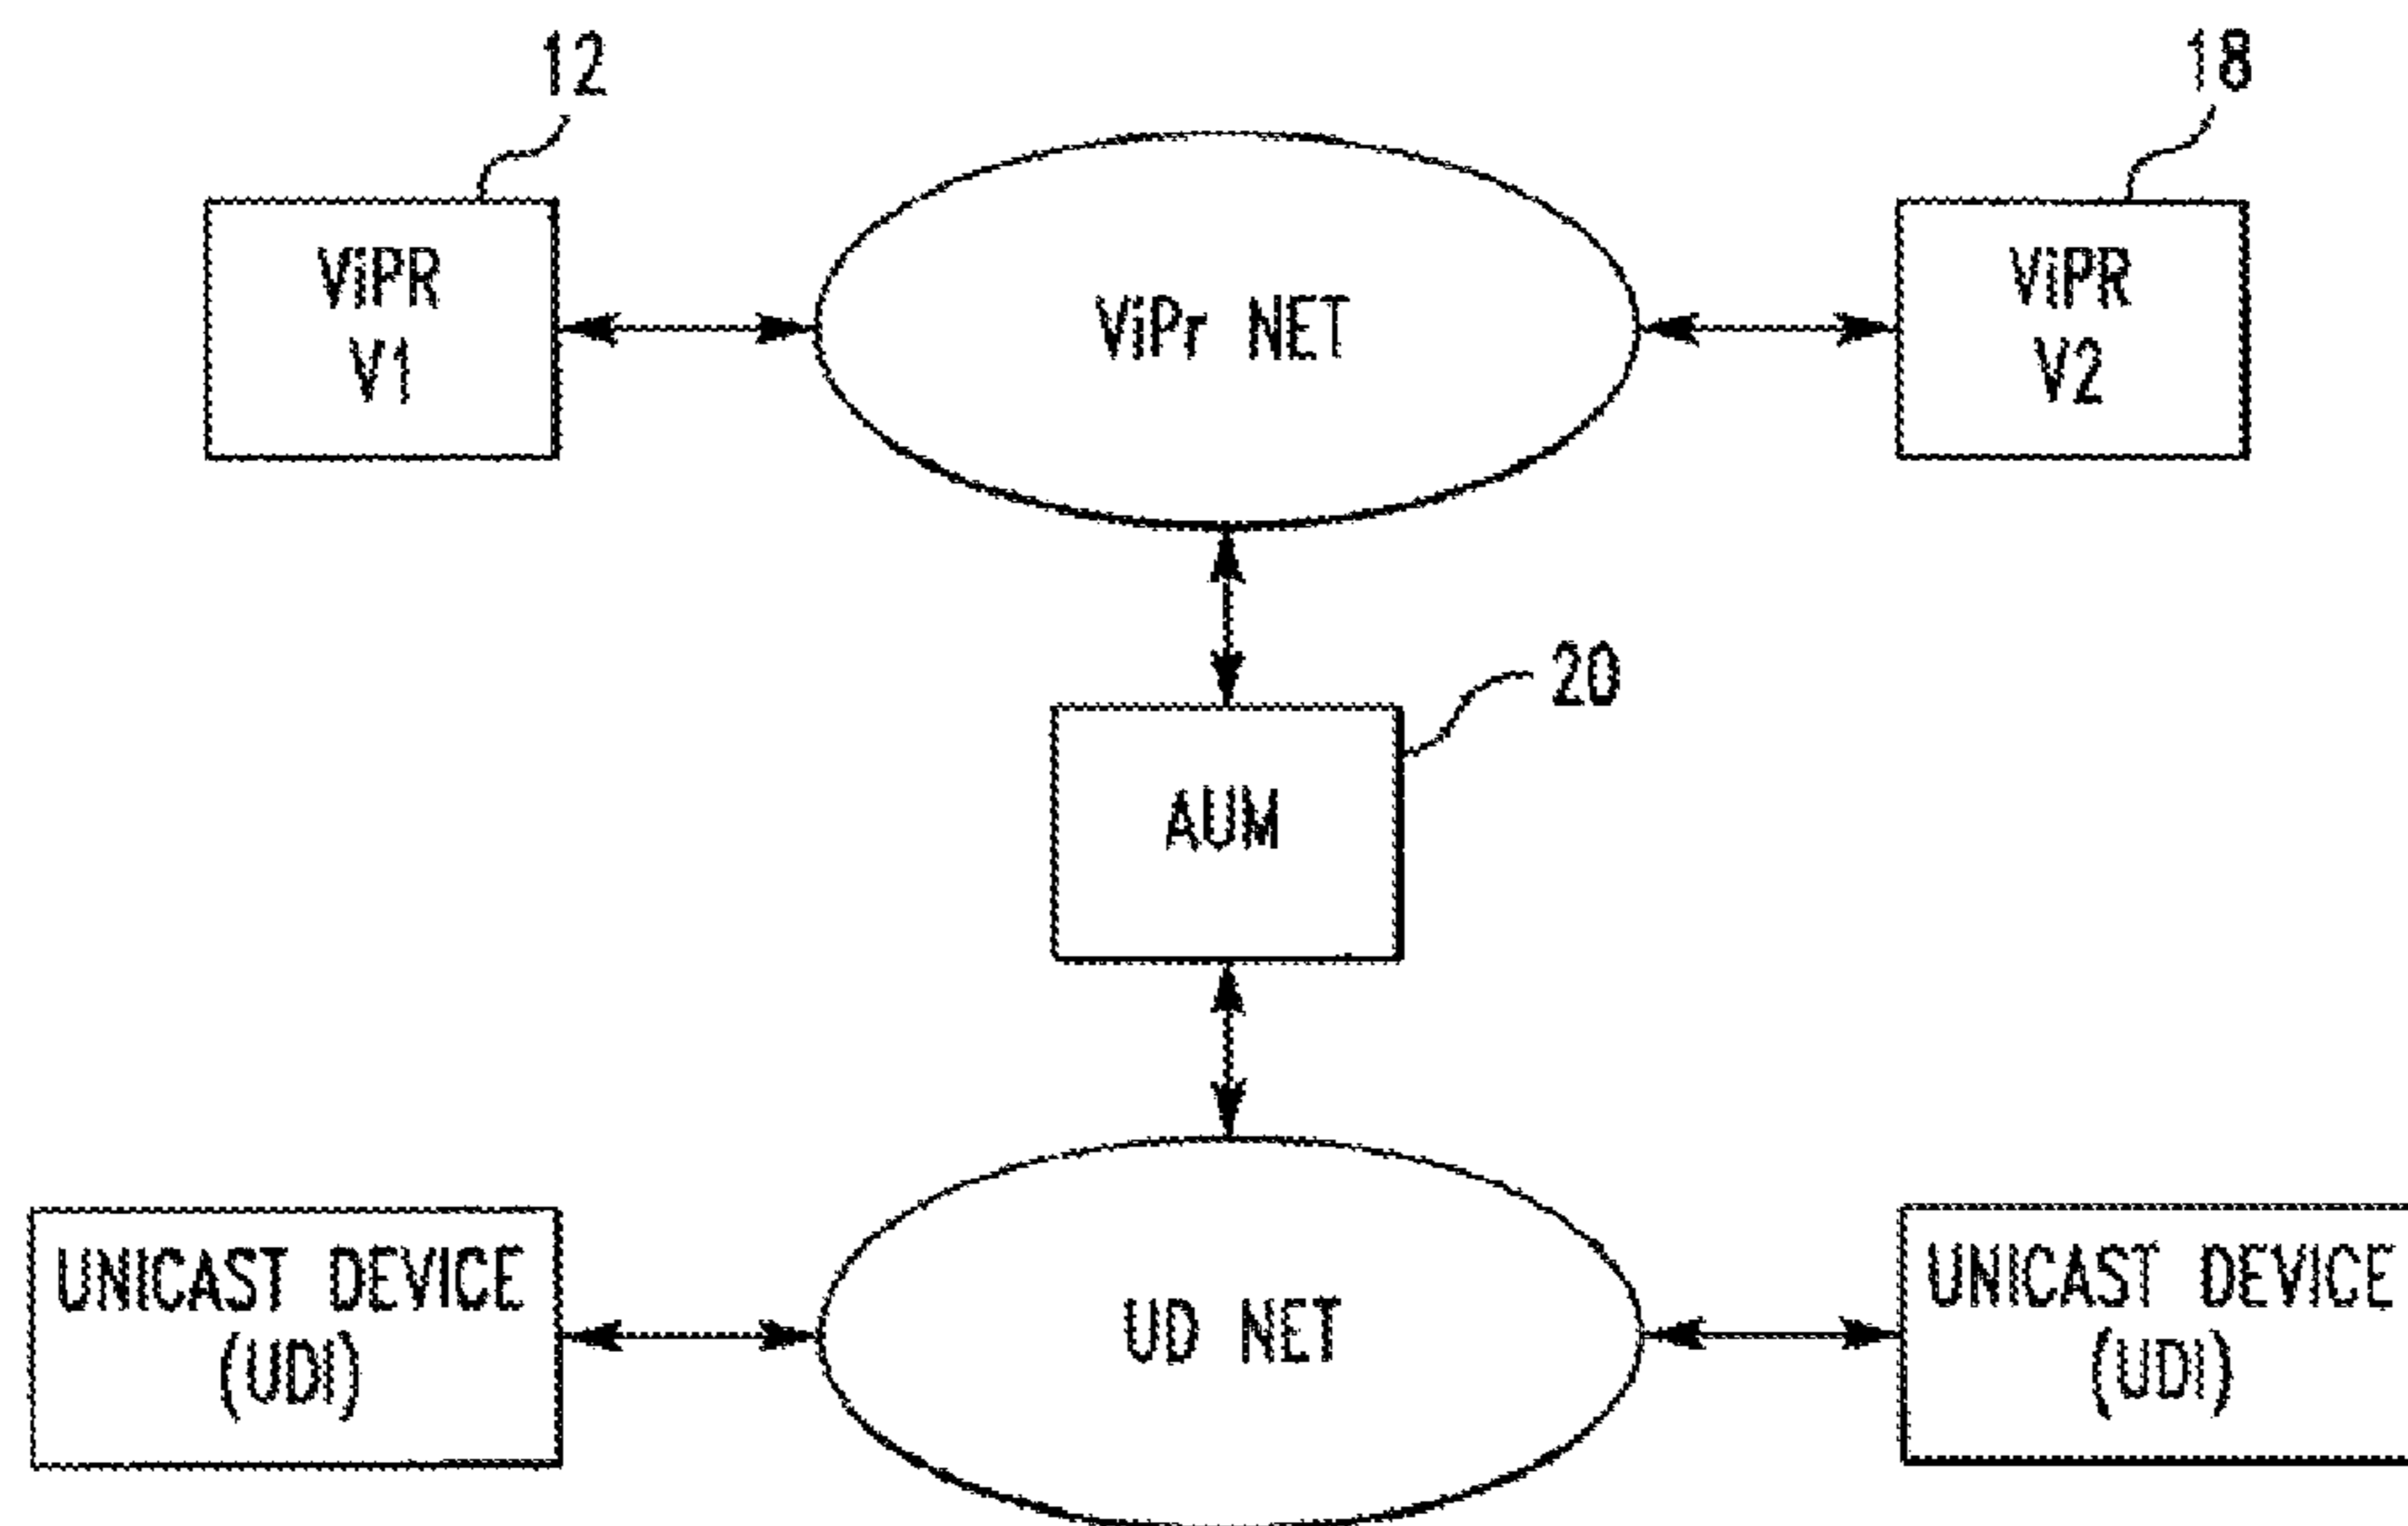 12
18
ViPR
V1
ViPr NET
ViPR
V2
20
AUM
UNICAST DEVICE
(UDI)
UD NET
UNICAST DEVICE
(UDI)